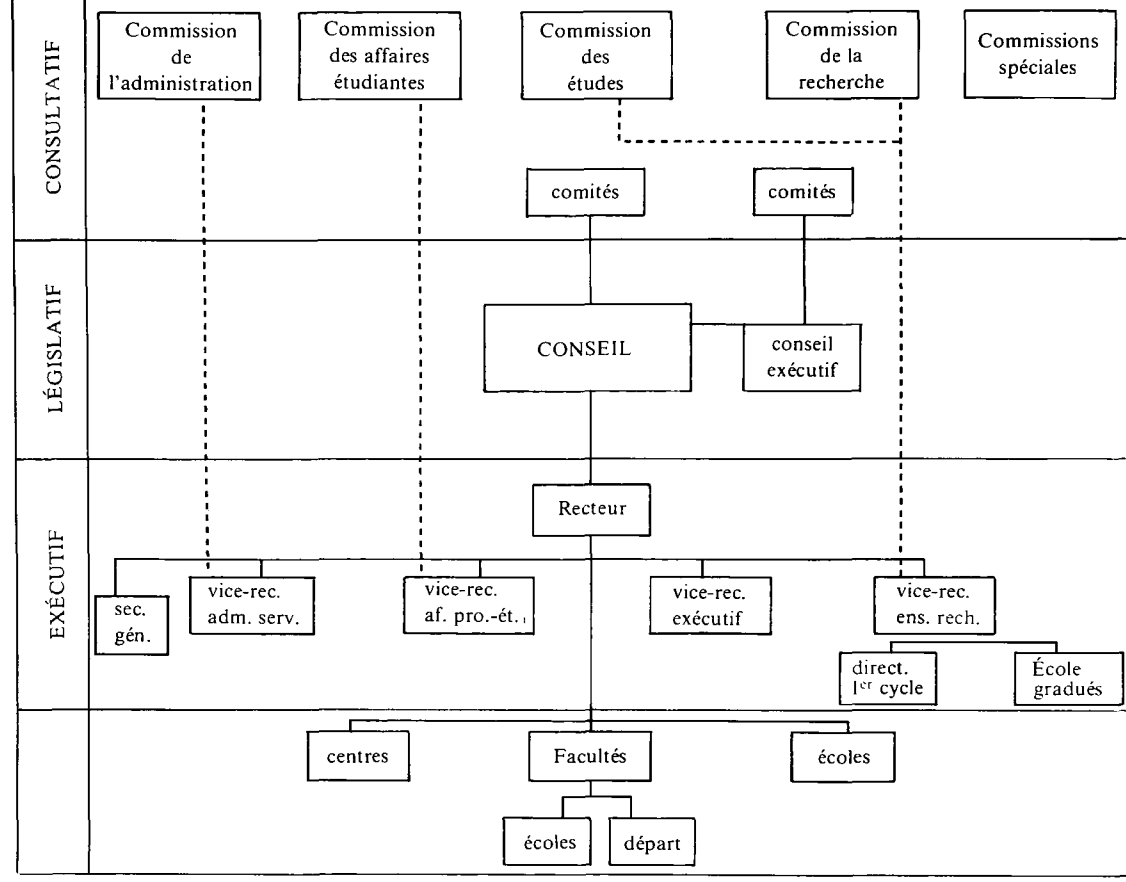 CONSULTATIF
Commission
de
l'administration
Commission
des affaires
étudiantes
Commission
des
études
Commission
de la
recherche
Commissions
spéciales
comités
comités
LÉGISLATIF
CONSEIL
conseil
exécutif
EXÉCUTIF
Recteur
sec.
gén.
vice-rec.
adm. serv.
vice-rec.
af. pro.-ét.
vice-rec.
exécutif
vice-rec.
ens. rech.
direct.
1er cycle
École
gradués
centres
Facultés
écoles
écoles
départ